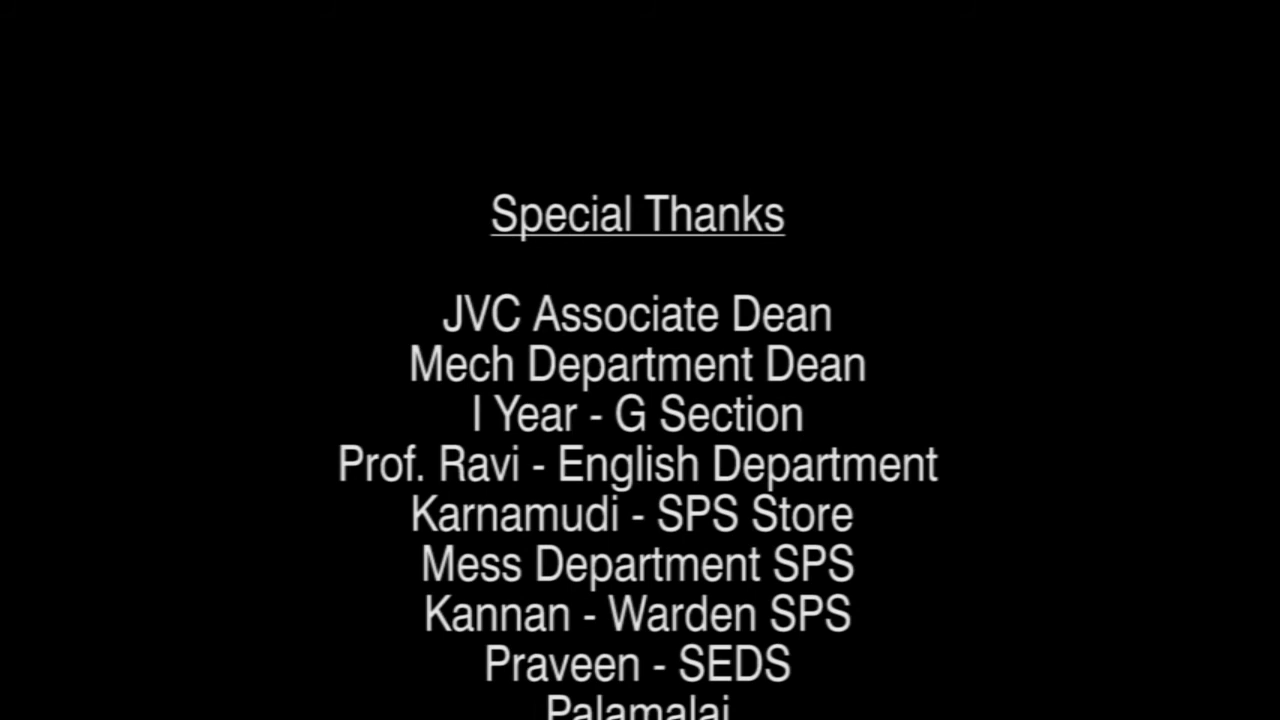 Special Thanks
JVC Associate Dean
Mech Department Dean
I Year - G Section
Prof. Ravi - English Department
Karnamudi - SPS Store
Mess Department SPS
Kannan - Warden SPS
Praveen - SEDS
Palamalai